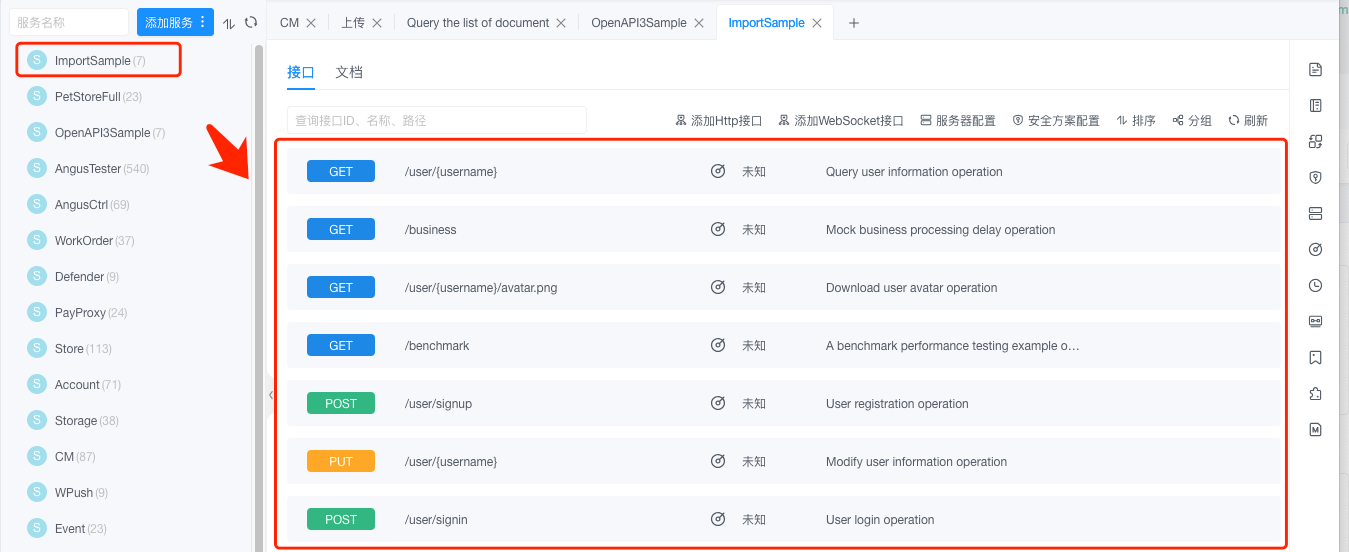 服务名称
添加服务
S ImportSample (7)
S PetStoreFull (23)
S OpenAPI3Sample (7)
S AngusTester (540)
S AngusCtrl (69)
S WorkOrder (37)
S Defender (9)
S PayProxy (24)
S Store (113)
S Account (71)
S Storage (38)
S CM (87)
S WPush (9)
S Event (23)
CM 上传 Query the list of document OpenAPI3Sample ImportSample
接口 文档
查询接口ID、名称、路径 添加Http接口 添加WebSocket接口 服务器配置 安全方案配置 排序 分组 刷新
GET /user/{username} 未知 Query user information operation
GET /business 未知 Mock business processing delay operation
GET /user/{username}/avatar.png 未知 Download user avatar operation
GET /benchmark 未知 A benchmark performance testing example o…
POST /user/signup 未知 User registration operation
PUT /user/{username} 未知 Modify user information operation
POST /user/signin 未知 User login operation
M